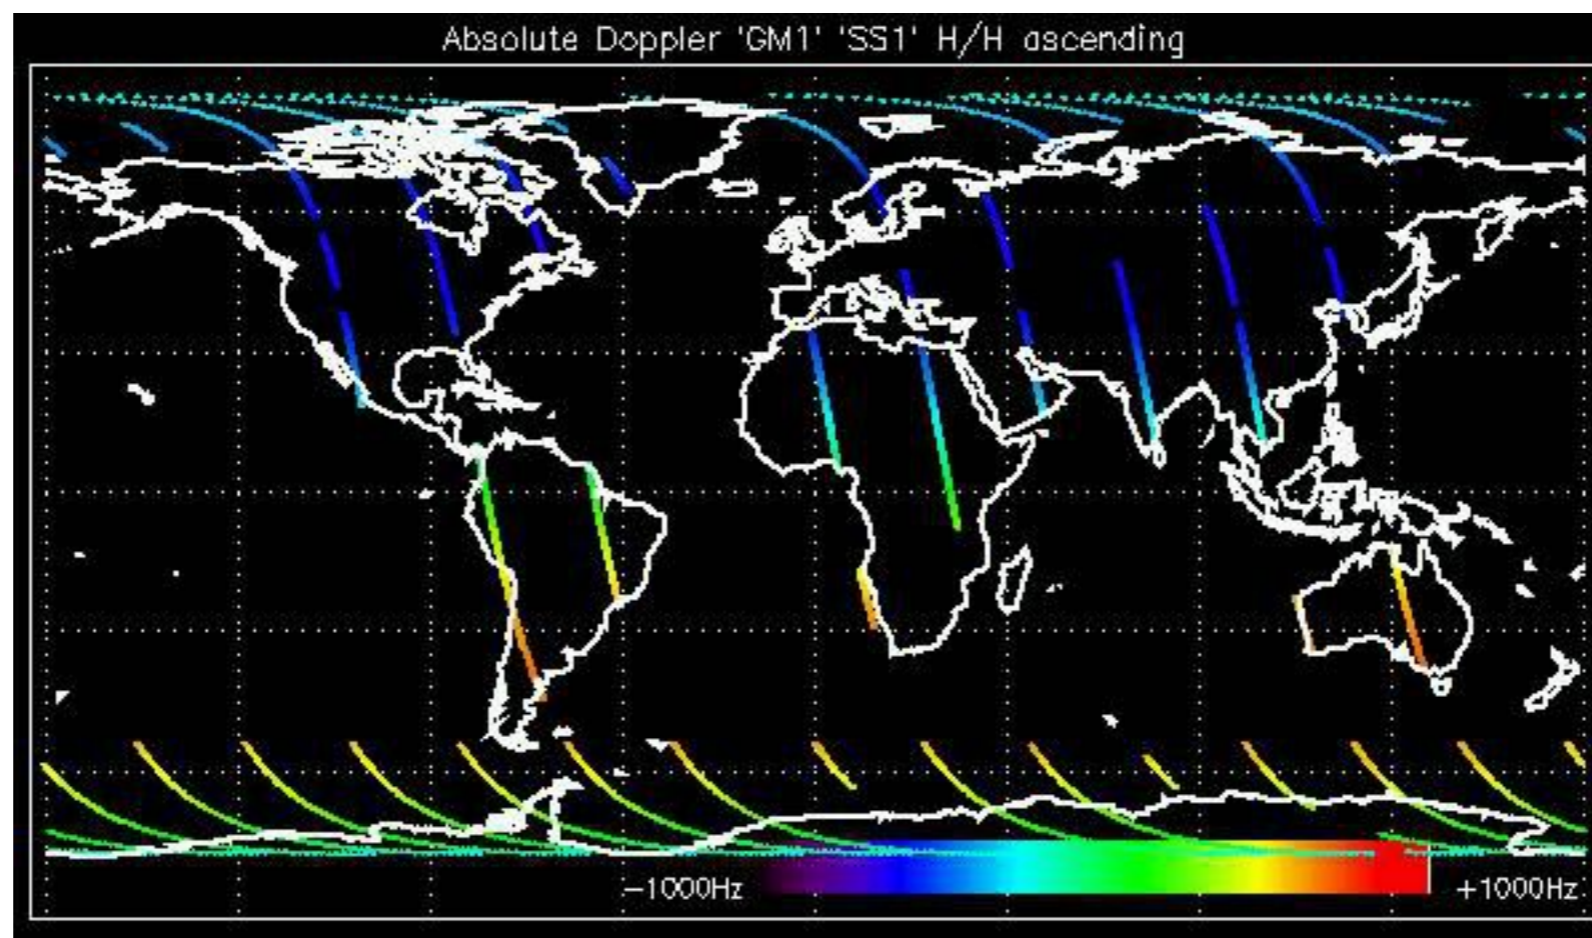 Absolute Doppler 'GM1' 'SS1' H/H ascending
−1000Hz
+1000Hz